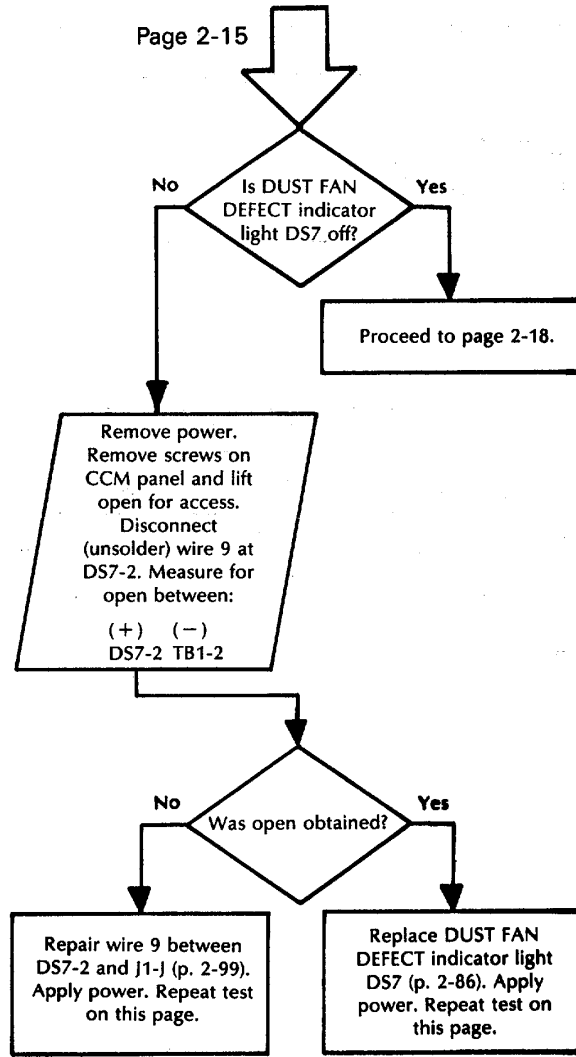 Page 2-15
Is DUST FAN
DEFECT indicator
light DS7 off?
No
Yes
Proceed to page 2-18.
Remove power.
Remove screws on
CCM panel and lift
open for access.
Disconnect
(unsolder) wire 9 at
DS7-2. Measure for
open between:
(+) (−)
DS7-2 TB1-2
Was open obtained?
No
Yes
Repair wire 9 between
DS7-2 and J1-J (p. 2-99).
Apply power. Repeat test
on this page.
Replace DUST FAN
DEFECT indicator light
DS7 (p. 2-86). Apply
power. Repeat test on
this page.